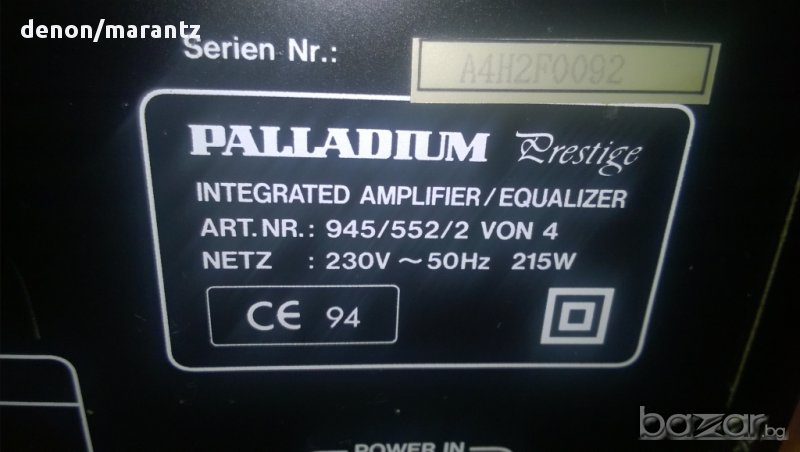 denon/marantz
Serien Nr.: A4H2F0092
PALLADIUM Prestige
INTEGRATED AMPLIFIER/EQUALIZER
ART.NR.: 945/552/2 VON 4
NETZ : 230V ~ 50Hz 215W
CE 94
POWER IN
bazar.bg